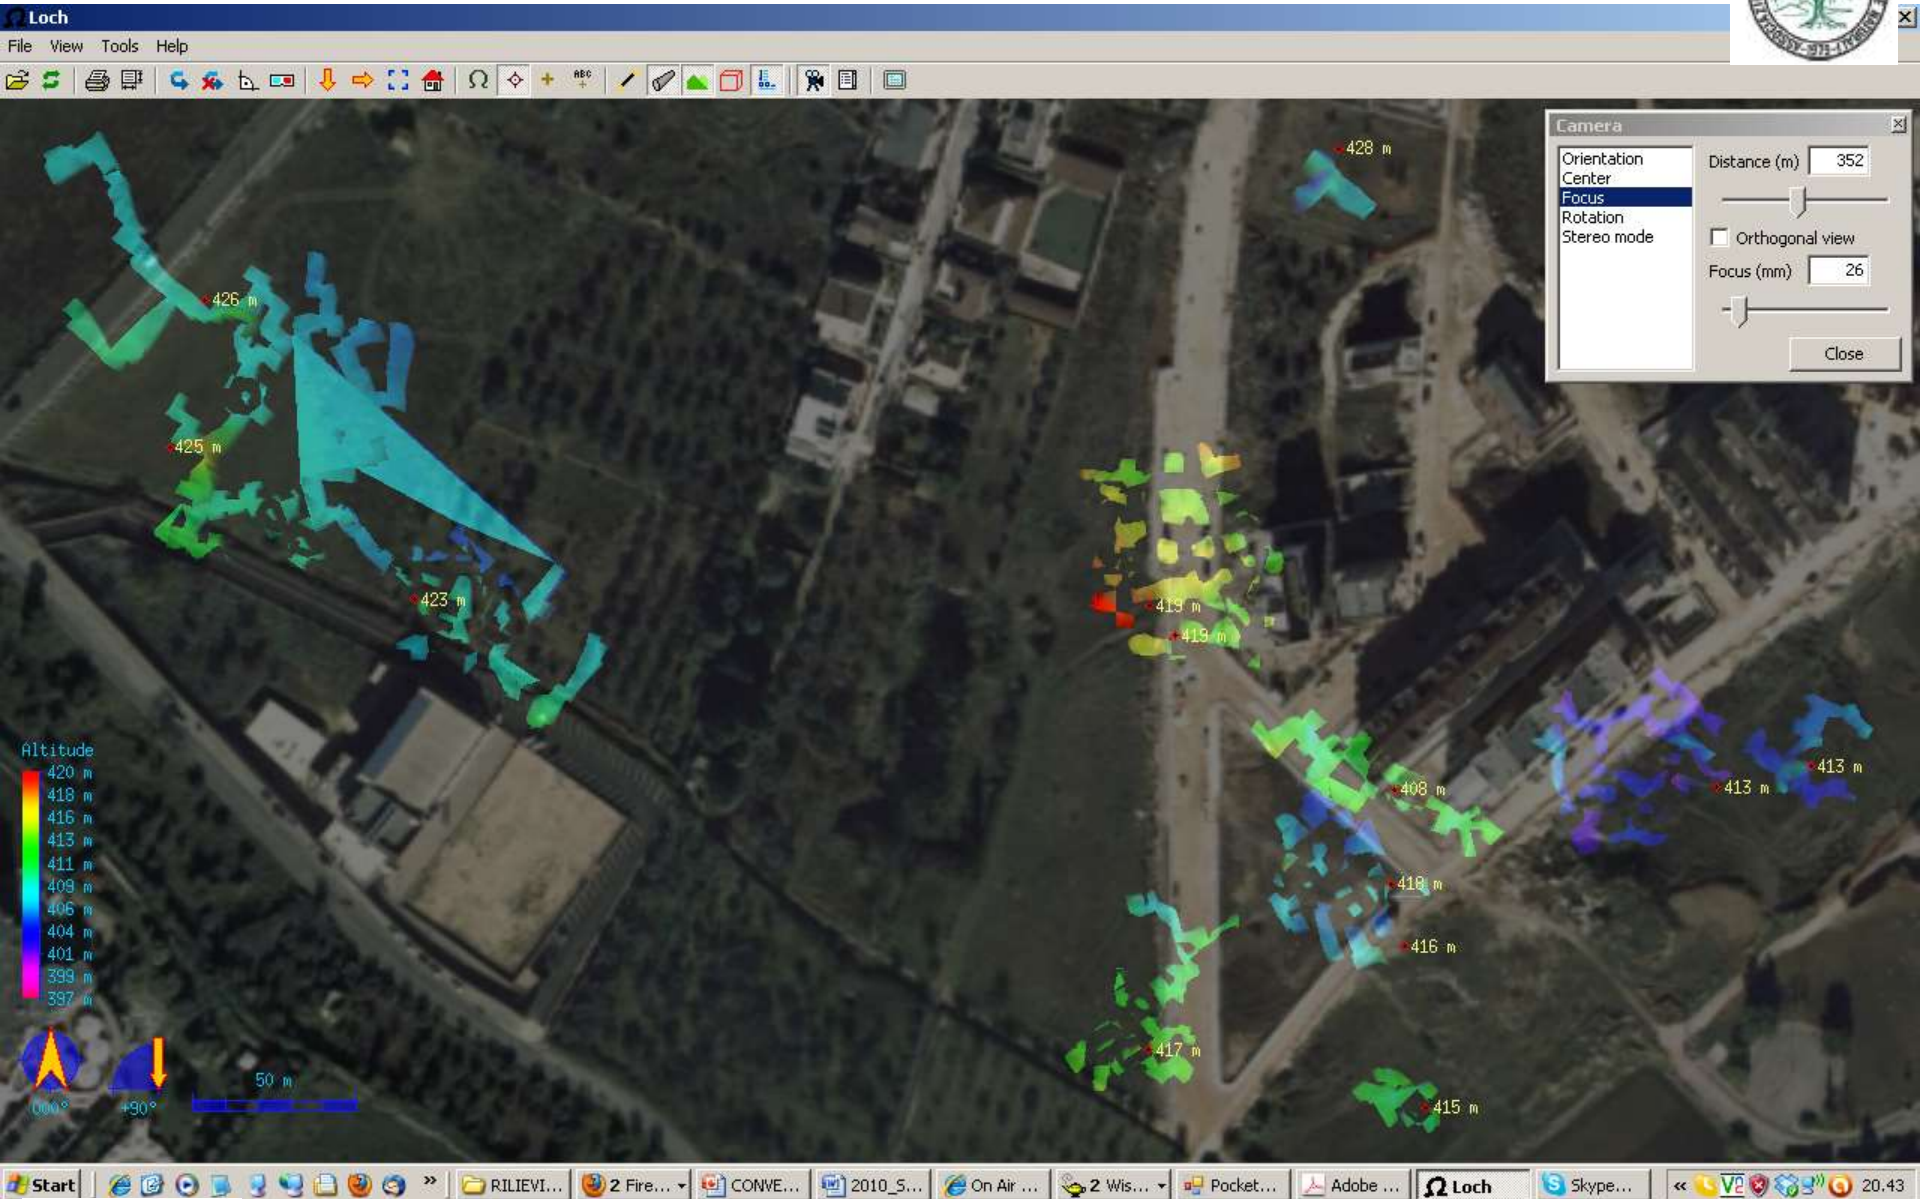 Loch
File View Tools Help
ABC
Camera
Orientation
Center
Focus
Rotation
Stereo mode
Distance (m) 352
Orthogonal view
Focus (mm) 26
Close
428 m
426 m
425 m
423 m
419 m
419 m
413 m
413 m
408 m
418 m
416 m
417 m
415 m
Altitude
420 m
418 m
416 m
413 m
411 m
409 m
406 m
404 m
401 m
399 m
397 m
000°
+90°
50 m
Start » RILIEVI... 2 Fire... CONVE... 2010_S... On Air ... 2 Wis... Pocket... Adobe ... Loch Skype... « 20.43